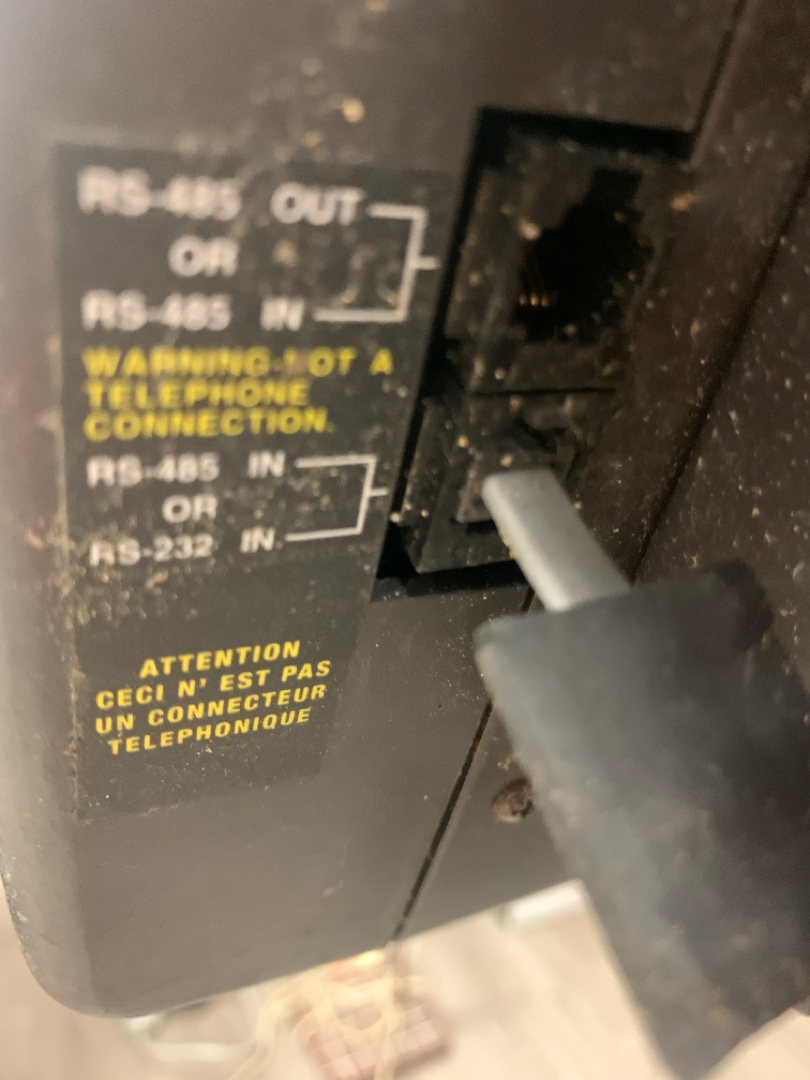 RS-485 OUT
OR
RS-485 IN
WARNING-NOT A
TELEPHONE
CONNECTION.
RS-485 IN
OR
RS-232 IN
ATTENTION
CECI N' EST PAS
UN CONNECTEUR
TELEPHONIQUE